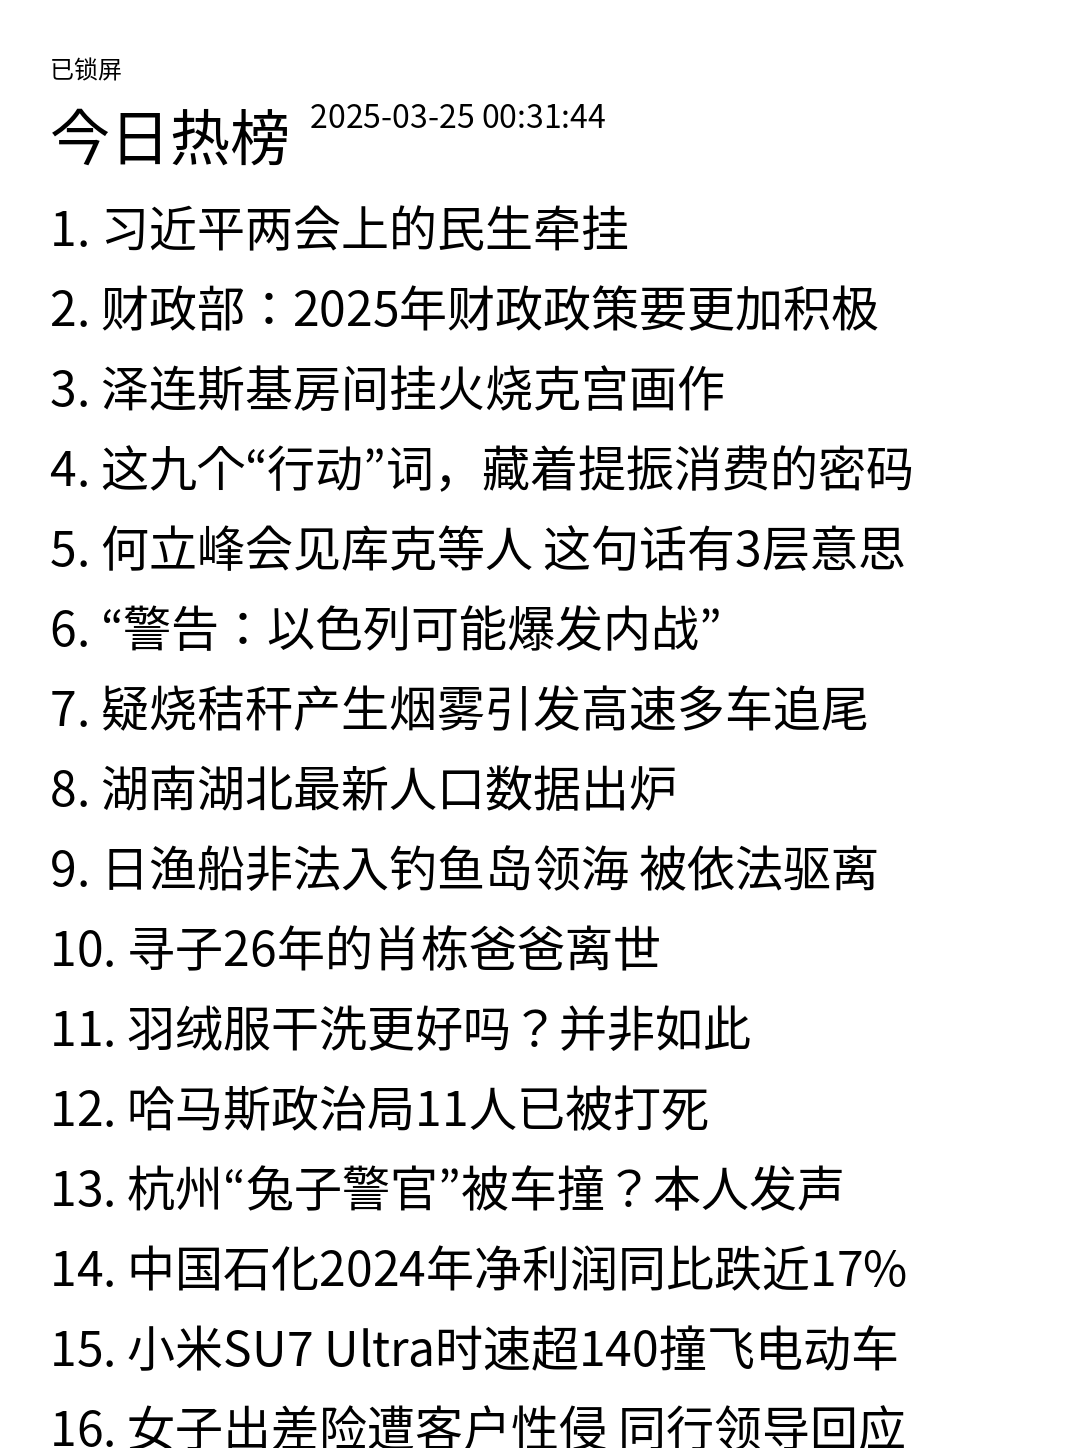 已锁屏
今日热榜 2025-03-25 00:31:44
1. 习近平两会上的民生牵挂
2. 财政部：2025年财政政策要更加积极
3. 泽连斯基房间挂火烧克宫画作
4. 这九个“行动”词，藏着提振消费的密码
5. 何立峰会见库克等人 这句话有3层意思
6. “警告：以色列可能爆发内战”
7. 疑烧秸秆产生烟雾引发高速多车追尾
8. 湖南湖北最新人口数据出炉
9. 日渔船非法入钓鱼岛领海 被依法驱离
10. 寻子26年的肖栋爸爸离世
11. 羽绒服干洗更好吗？并非如此
12. 哈马斯政治局11人已被打死
13. 杭州“兔子警官”被车撞？本人发声
14. 中国石化2024年净利润同比跌近17%
15. 小米SU7 Ultra时速超140撞飞电动车
16. 女子出差险遭客户性侵 同行领导回应